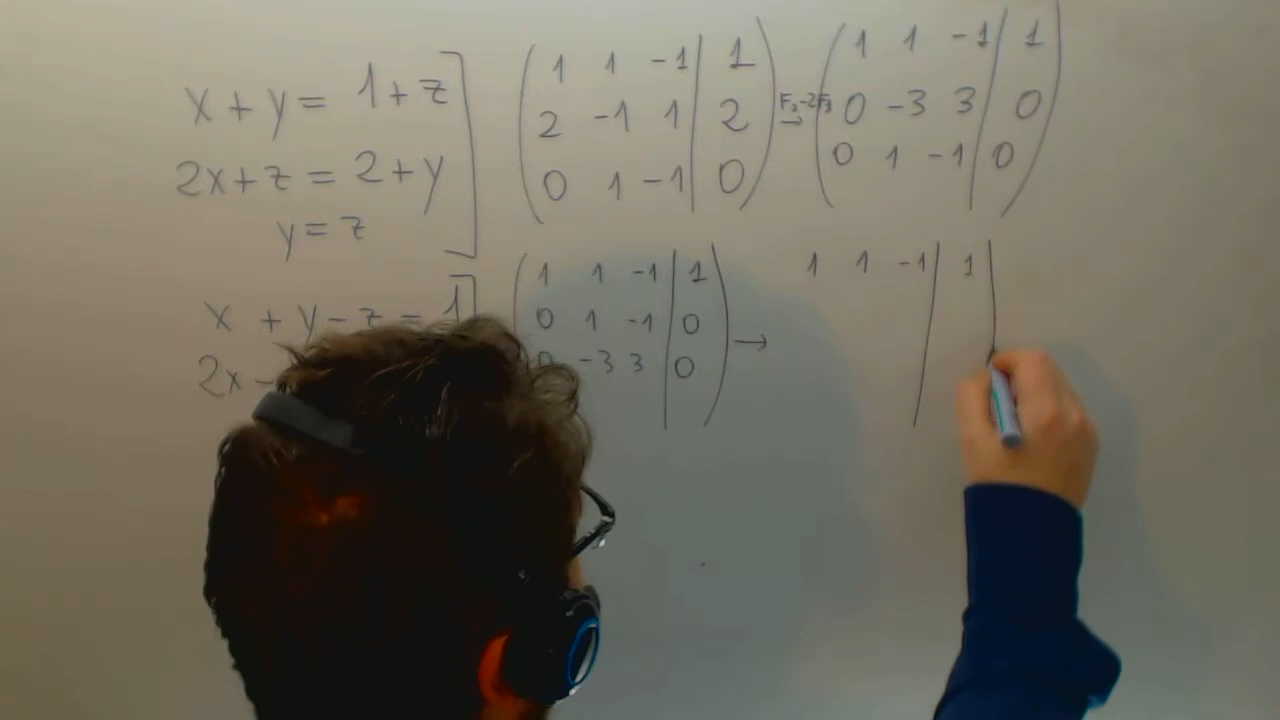 x + y = 1 + z
2x + z = 2 + y
y = z
1 1 -1 | 1
2 -1 1 | 2
0 1 -1 | 0
F₂-2F₁ →
1 1 -1 | 1
0 -3 3 | 0
0 1 -1 | 0
x + y - z = 1
2x -
1 1 -1 | 1
0 1 -1 | 0
0 -3 3 | 0
→
1 1 -1 | 1